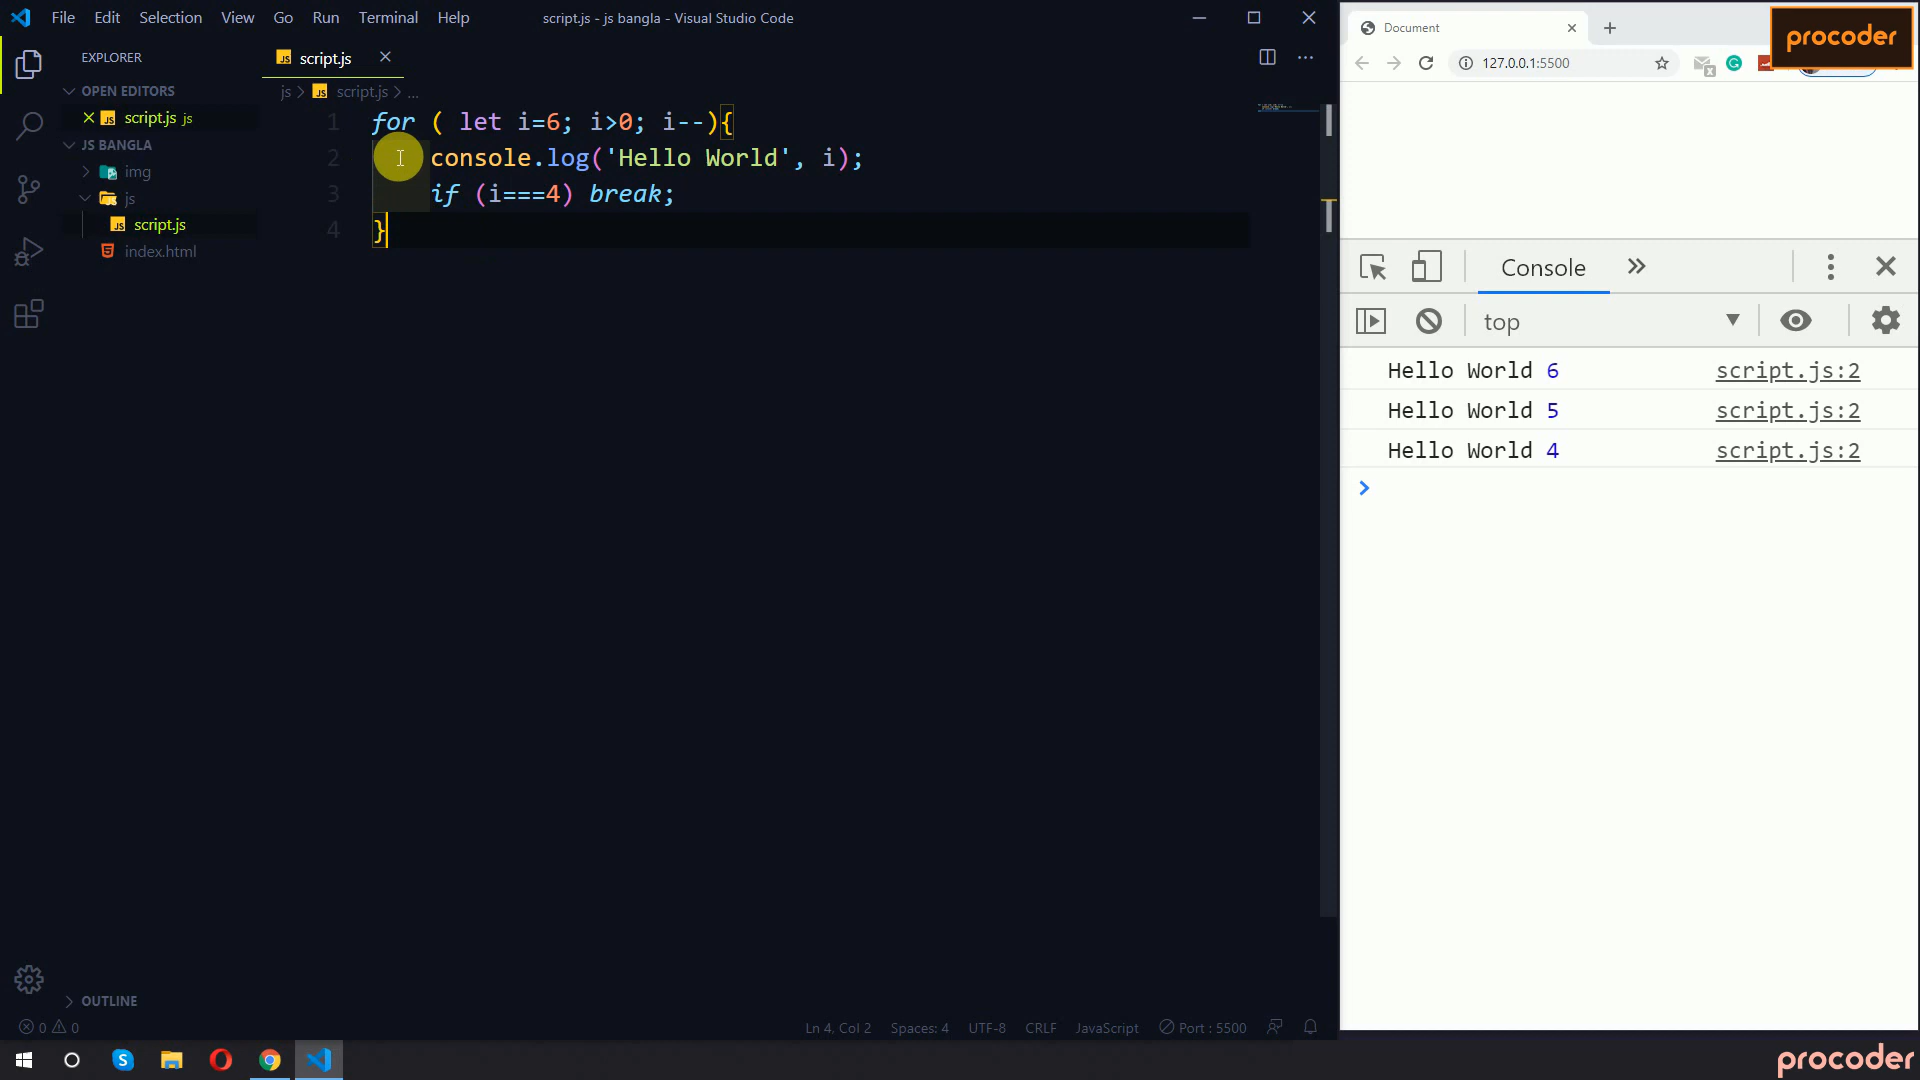 File Edit Selection View Go Run Terminal Help
script.js - js bangla - Visual Studio Code
EXPLORER
OPEN EDITORS
script.js js
JS BANGLA
img
js
script.js
index.html
OUTLINE
script.js
js > script.js > ...
1 for ( let i=6; i>0; i--){
2 console.log('Hello World', i);
3 if (i===4) break;
4 }
0 0
Ln 4, Col 2 Spaces: 4 UTF-8 CRLF JavaScript Port : 5500
Document
procoder
127.0.0.1:5500
Console
top
Hello World 6 script.js:2
Hello World 5 script.js:2
Hello World 4 script.js:2
procoder